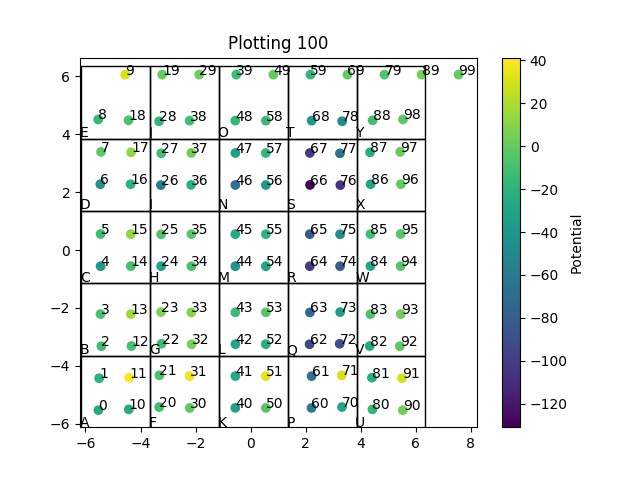 Plotting 100
6
9 19 29 39 49 59 69 79 89 99
8 18 28 38 48 58 68 78 88 98
4
E O T Y
7 17 27 37 47 57 67 77 87 97
2
6 16 26 36 46 56 66 76 86 96
D I N S X
5 15 25 35 45 55 65 75 85 95
0
4 14 24 34 44 54 64 74 84 94
C H M R W
−2
3 13 23 33 43 53 63 73 83 93
2 12 22 32 42 52 62 72 82 92
B G L Q V
−4
1 11 21 31 41 51 61 71 81 91
0 10 20 30 40 50 60 70 80 90
−6
A F K P U
−6 −4 −2 0 2 4 6 8
40
20
0
−20
−40
−60
−80
−100
−120
Potential